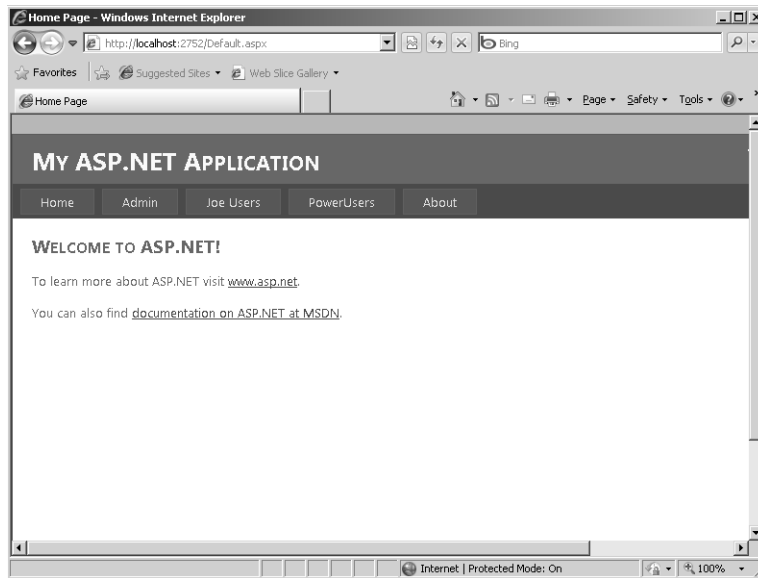 Home Page - Windows Internet Explorer
http://localhost:2752/Default.aspx
Bing
Favorites Suggested Sites Web Slice Gallery
Home Page Page Safety Tools
MY ASP.NET APPLICATION
Home Admin Joe Users PowerUsers About
WELCOME TO ASP.NET!
To learn more about ASP.NET visit www.asp.net.
You can also find documentation on ASP.NET at MSDN.
Internet | Protected Mode: On 100%